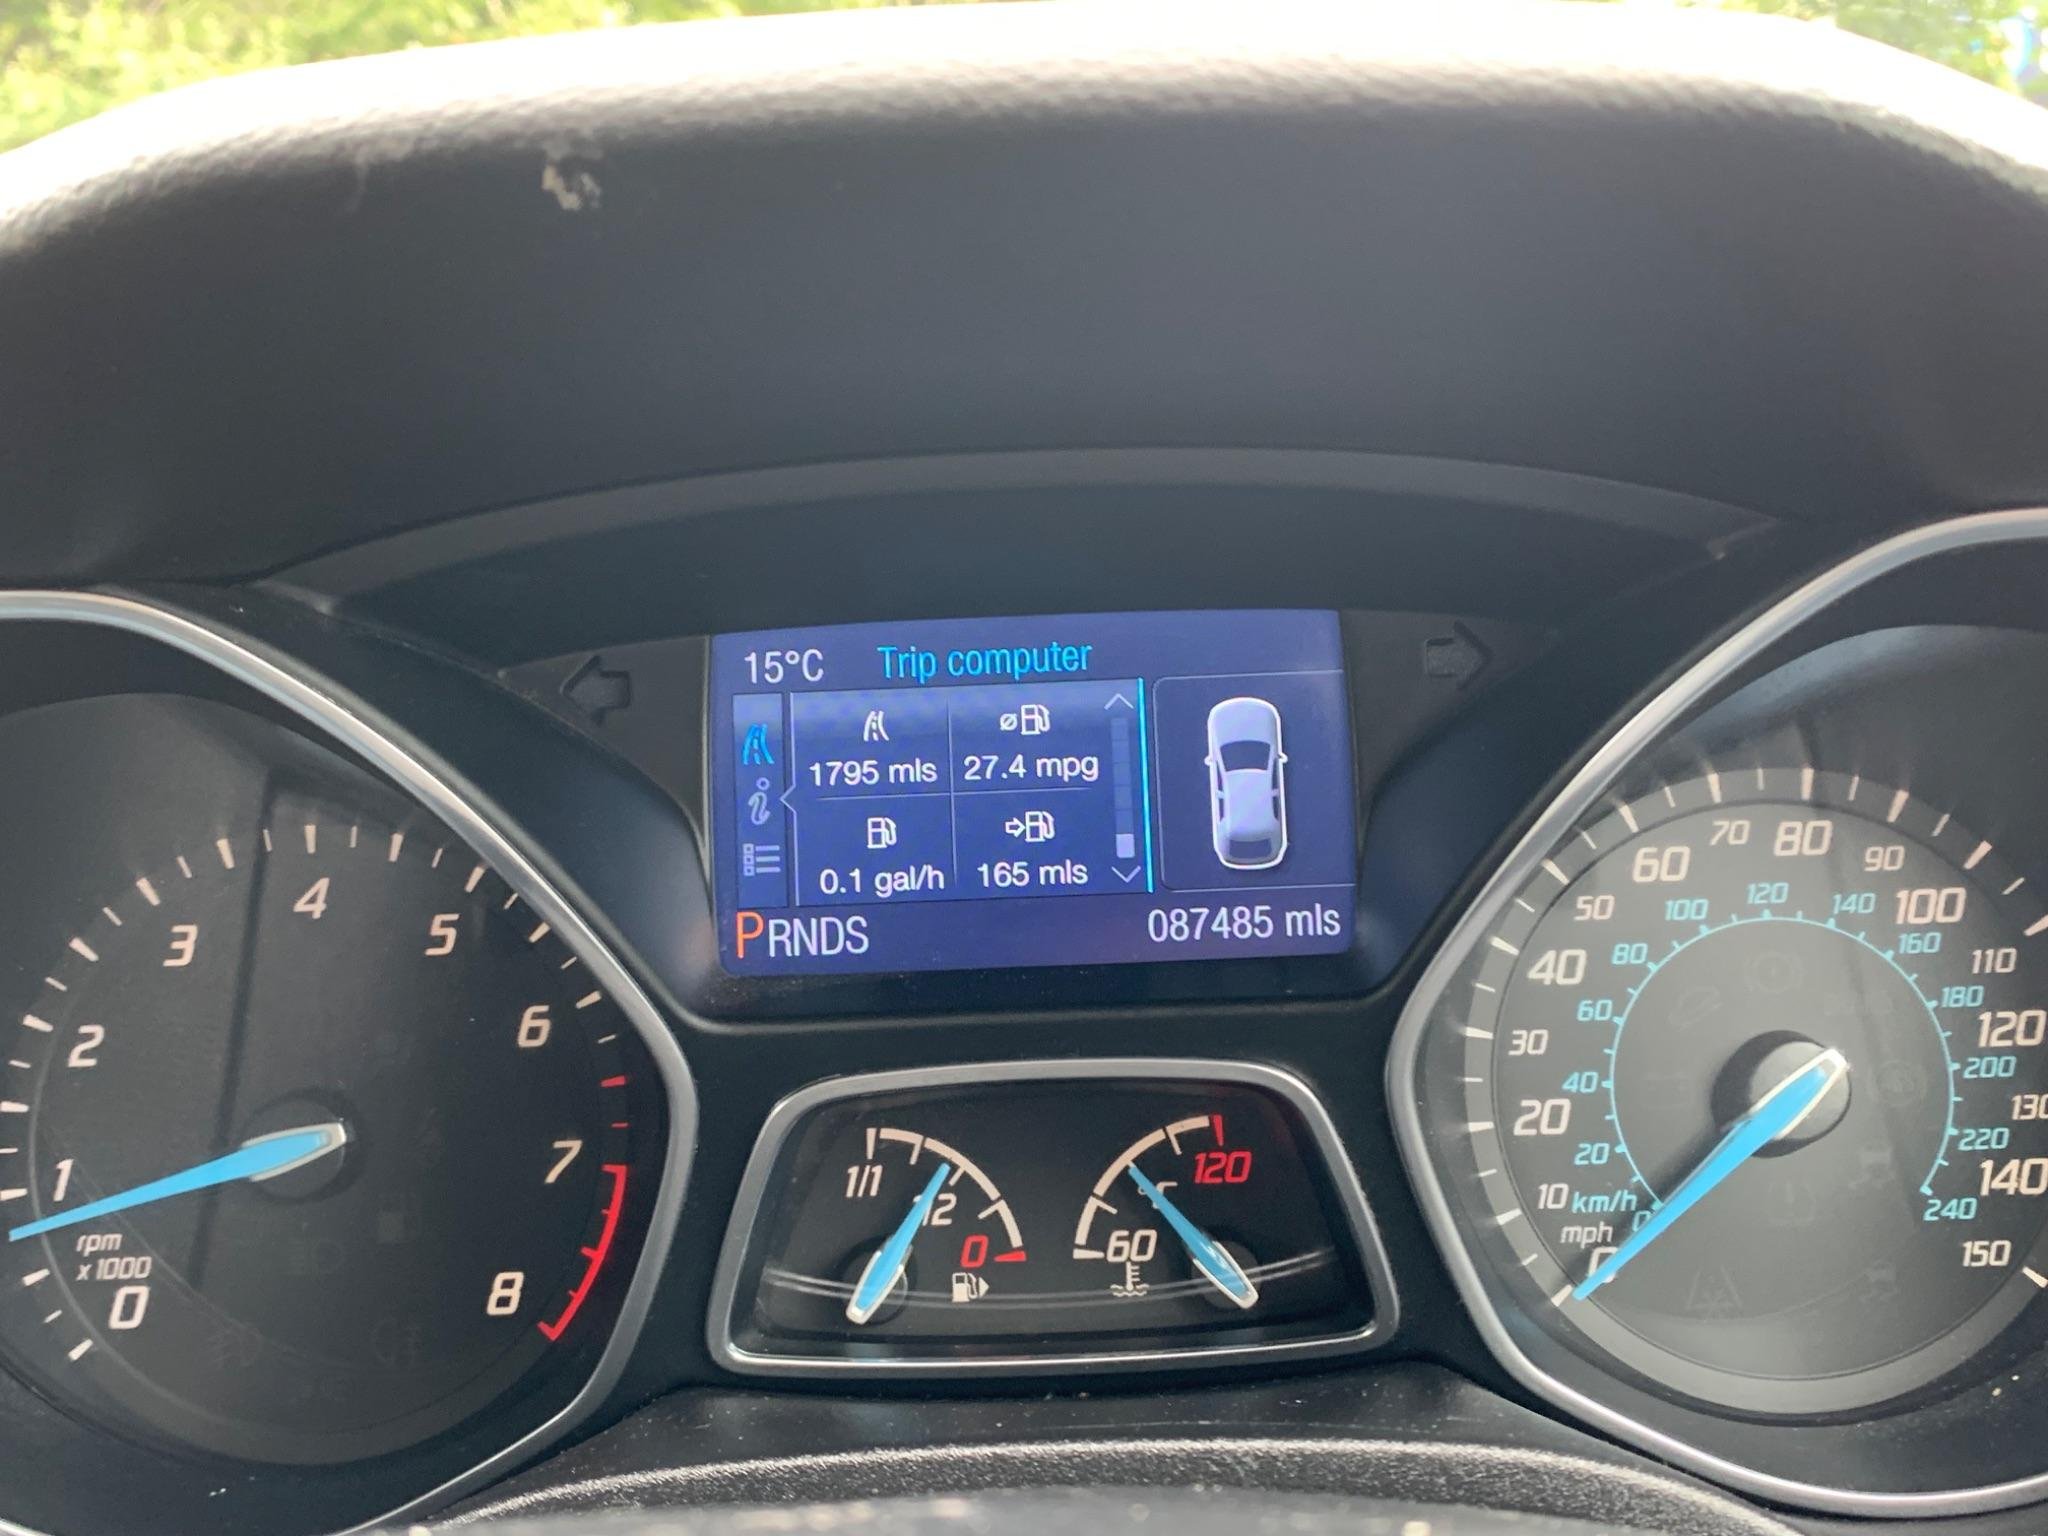 15°C Trip computer
1795 mls 27.4 mpg
0.1 gal/h 165 mls
PRNDS 087485 mls
0 1 2 3 4 5 6 7 8
rpm
x 1000
1/1 0
60 °C 120
0 10 20 30 40 50 60 70 80 90 100 110 120 130 140 150
mph
0 20 40 60 80 100 120 140 160 180 200 220 240
km/h